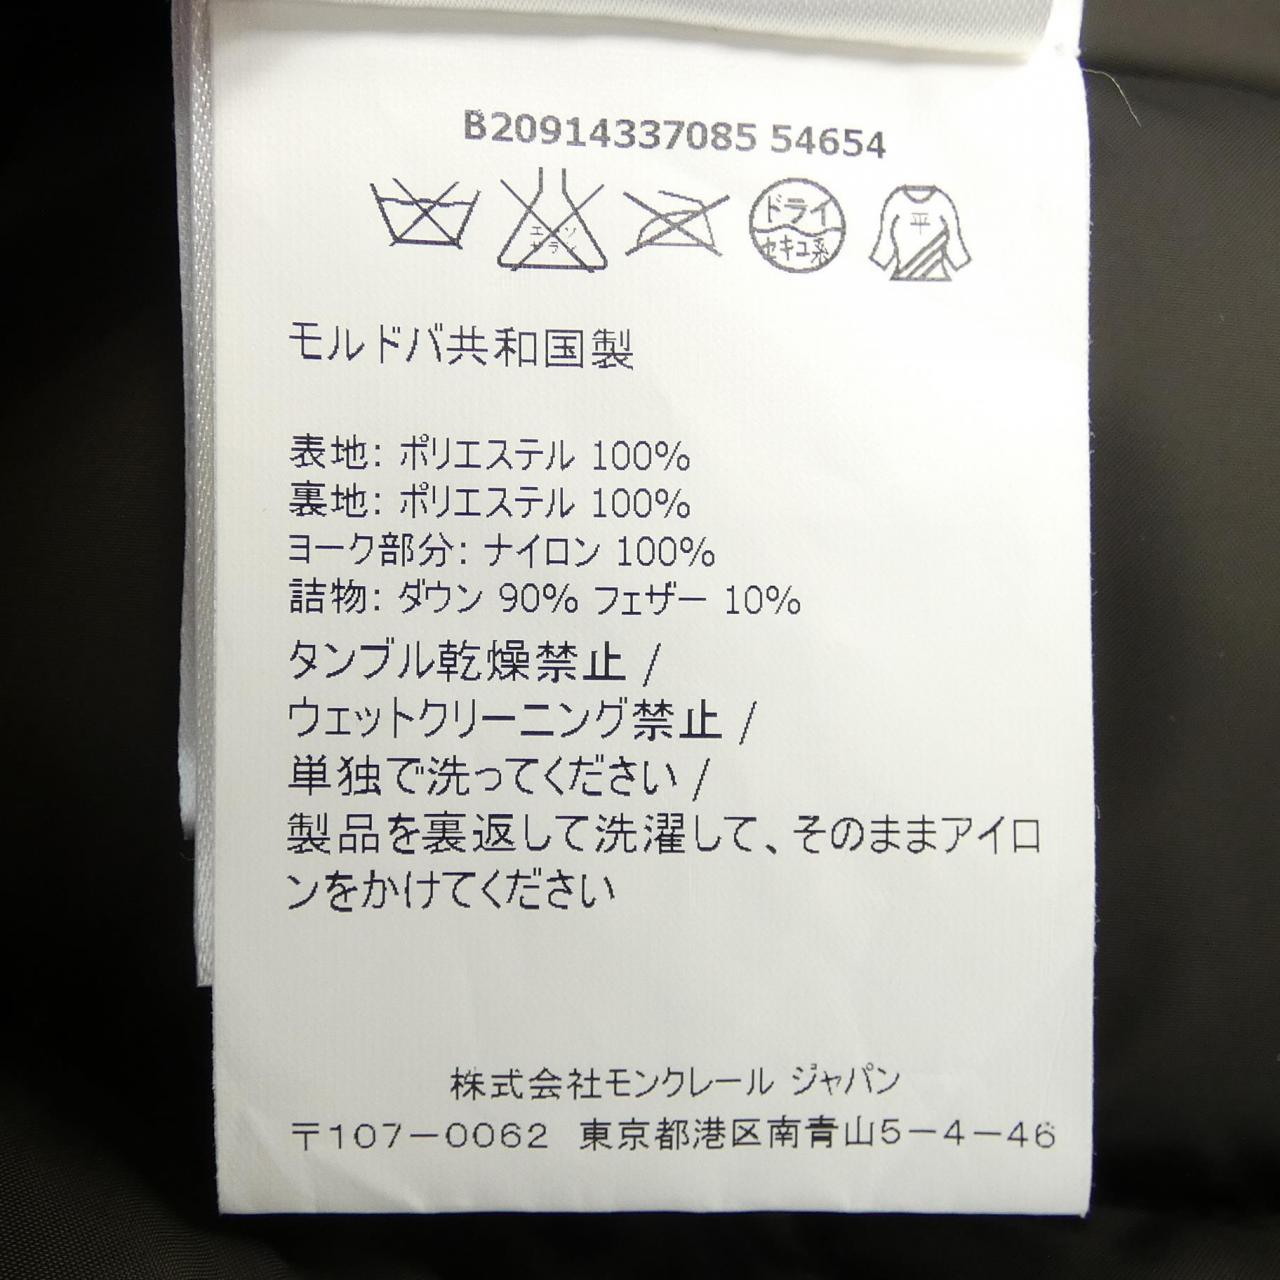 B20914337085 54654
エンソ
サラシ
ドライ
セキユ系
平
モルドバ共和国製
表地: ポリエステル 100%
裏地: ポリエステル 100%
ヨーク部分: ナイロン 100%
詰物: ダウン 90% フェザー 10%
タンブル乾燥禁止 /
ウェットクリーニング禁止 /
単独で洗ってください /
製品を裏返して洗濯して、そのままアイロ
ンをかけてください
株式会社モンクレール ジャパン
〒107-0062 東京都港区南青山5-4-46